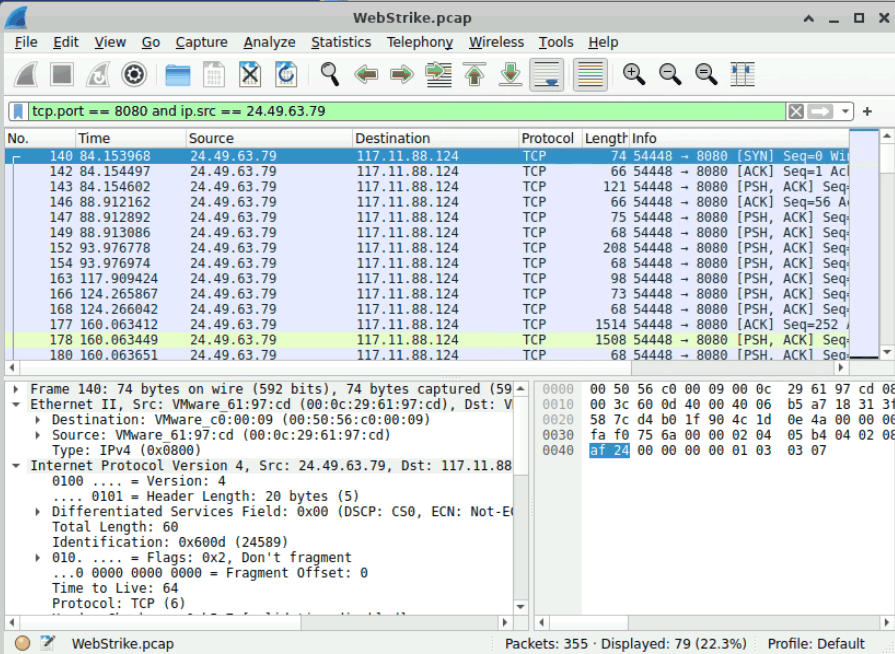 WebStrike.pcap
File Edit View Go Capture Analyze Statistics Telephony Wireless Tools Help
tcp.port == 8080 and ip.src == 24.49.63.79
No. Time Source Destination Protocol Length Info
140 84.153968 24.49.63.79 117.11.88.124 TCP 74 54448 → 8080 [SYN] Seq=0 Wi
142 84.154497 24.49.63.79 117.11.88.124 TCP 66 54448 → 8080 [ACK] Seq=1 Ack
143 84.154602 24.49.63.79 117.11.88.124 TCP 121 54448 → 8080 [PSH, ACK] Seq=
146 88.912162 24.49.63.79 117.11.88.124 TCP 66 54448 → 8080 [ACK] Seq=56 A
147 88.912892 24.49.63.79 117.11.88.124 TCP 75 54448 → 8080 [PSH, ACK] Seq=
149 88.913086 24.49.63.79 117.11.88.124 TCP 68 54448 → 8080 [PSH, ACK] Seq=
152 93.976778 24.49.63.79 117.11.88.124 TCP 208 54448 → 8080 [PSH, ACK] Seq=
154 93.976974 24.49.63.79 117.11.88.124 TCP 68 54448 → 8080 [PSH, ACK] Seq=
163 117.909424 24.49.63.79 117.11.88.124 TCP 98 54448 → 8080 [PSH, ACK] Seq=
166 124.265867 24.49.63.79 117.11.88.124 TCP 73 54448 → 8080 [PSH, ACK] Seq=
168 124.266042 24.49.63.79 117.11.88.124 TCP 68 54448 → 8080 [PSH, ACK] Seq=
177 160.063412 24.49.63.79 117.11.88.124 TCP 1514 54448 → 8080 [ACK] Seq=252
178 160.063449 24.49.63.79 117.11.88.124 TCP 1508 54448 → 8080 [PSH, ACK] Seq=
180 160.063651 24.49.63.79 117.11.88.124 TCP 68 54448 → 8080 [PSH, ACK] Seq=
Frame 140: 74 bytes on wire (592 bits), 74 bytes captured (59
Ethernet II, Src: VMware_61:97:cd (00:0c:29:61:97:cd), Dst:
Destination: VMware_c0:00:09 (00:50:56:c0:00:09)
Source: VMware_61:97:cd (00:0c:29:61:97:cd)
Type: IPv4 (0x0800)
Internet Protocol Version 4, Src: 24.49.63.79, Dst: 117.11.88
0100 .... = Version: 4
.... 0101 = Header Length: 20 bytes (5)
Differentiated Services Field: 0x00 (DSCP: CS0, ECN: Not-E
Total Length: 60
Identification: 0x600d (24589)
010. .... = Flags: 0x2, Don't fragment
...0 0000 0000 0000 = Fragment Offset: 0
Time to Live: 64
Protocol: TCP (6)
0000 00 50 56 c0 00 09 00 0c 29 61 97 cd 08
0010 00 3c 60 0d 40 00 40 06 b5 a7 18 31 3f
0020 58 7c d4 b0 1f 90 4c 1d 0e 4a 00 00 00
0030 fa f0 75 6a 00 00 02 04 05 b4 04 02 08
0040 af 24 00 00 00 00 01 03 03 07
WebStrike.pcap
Packets: 355 · Displayed: 79 (22.3%)
Profile: Default